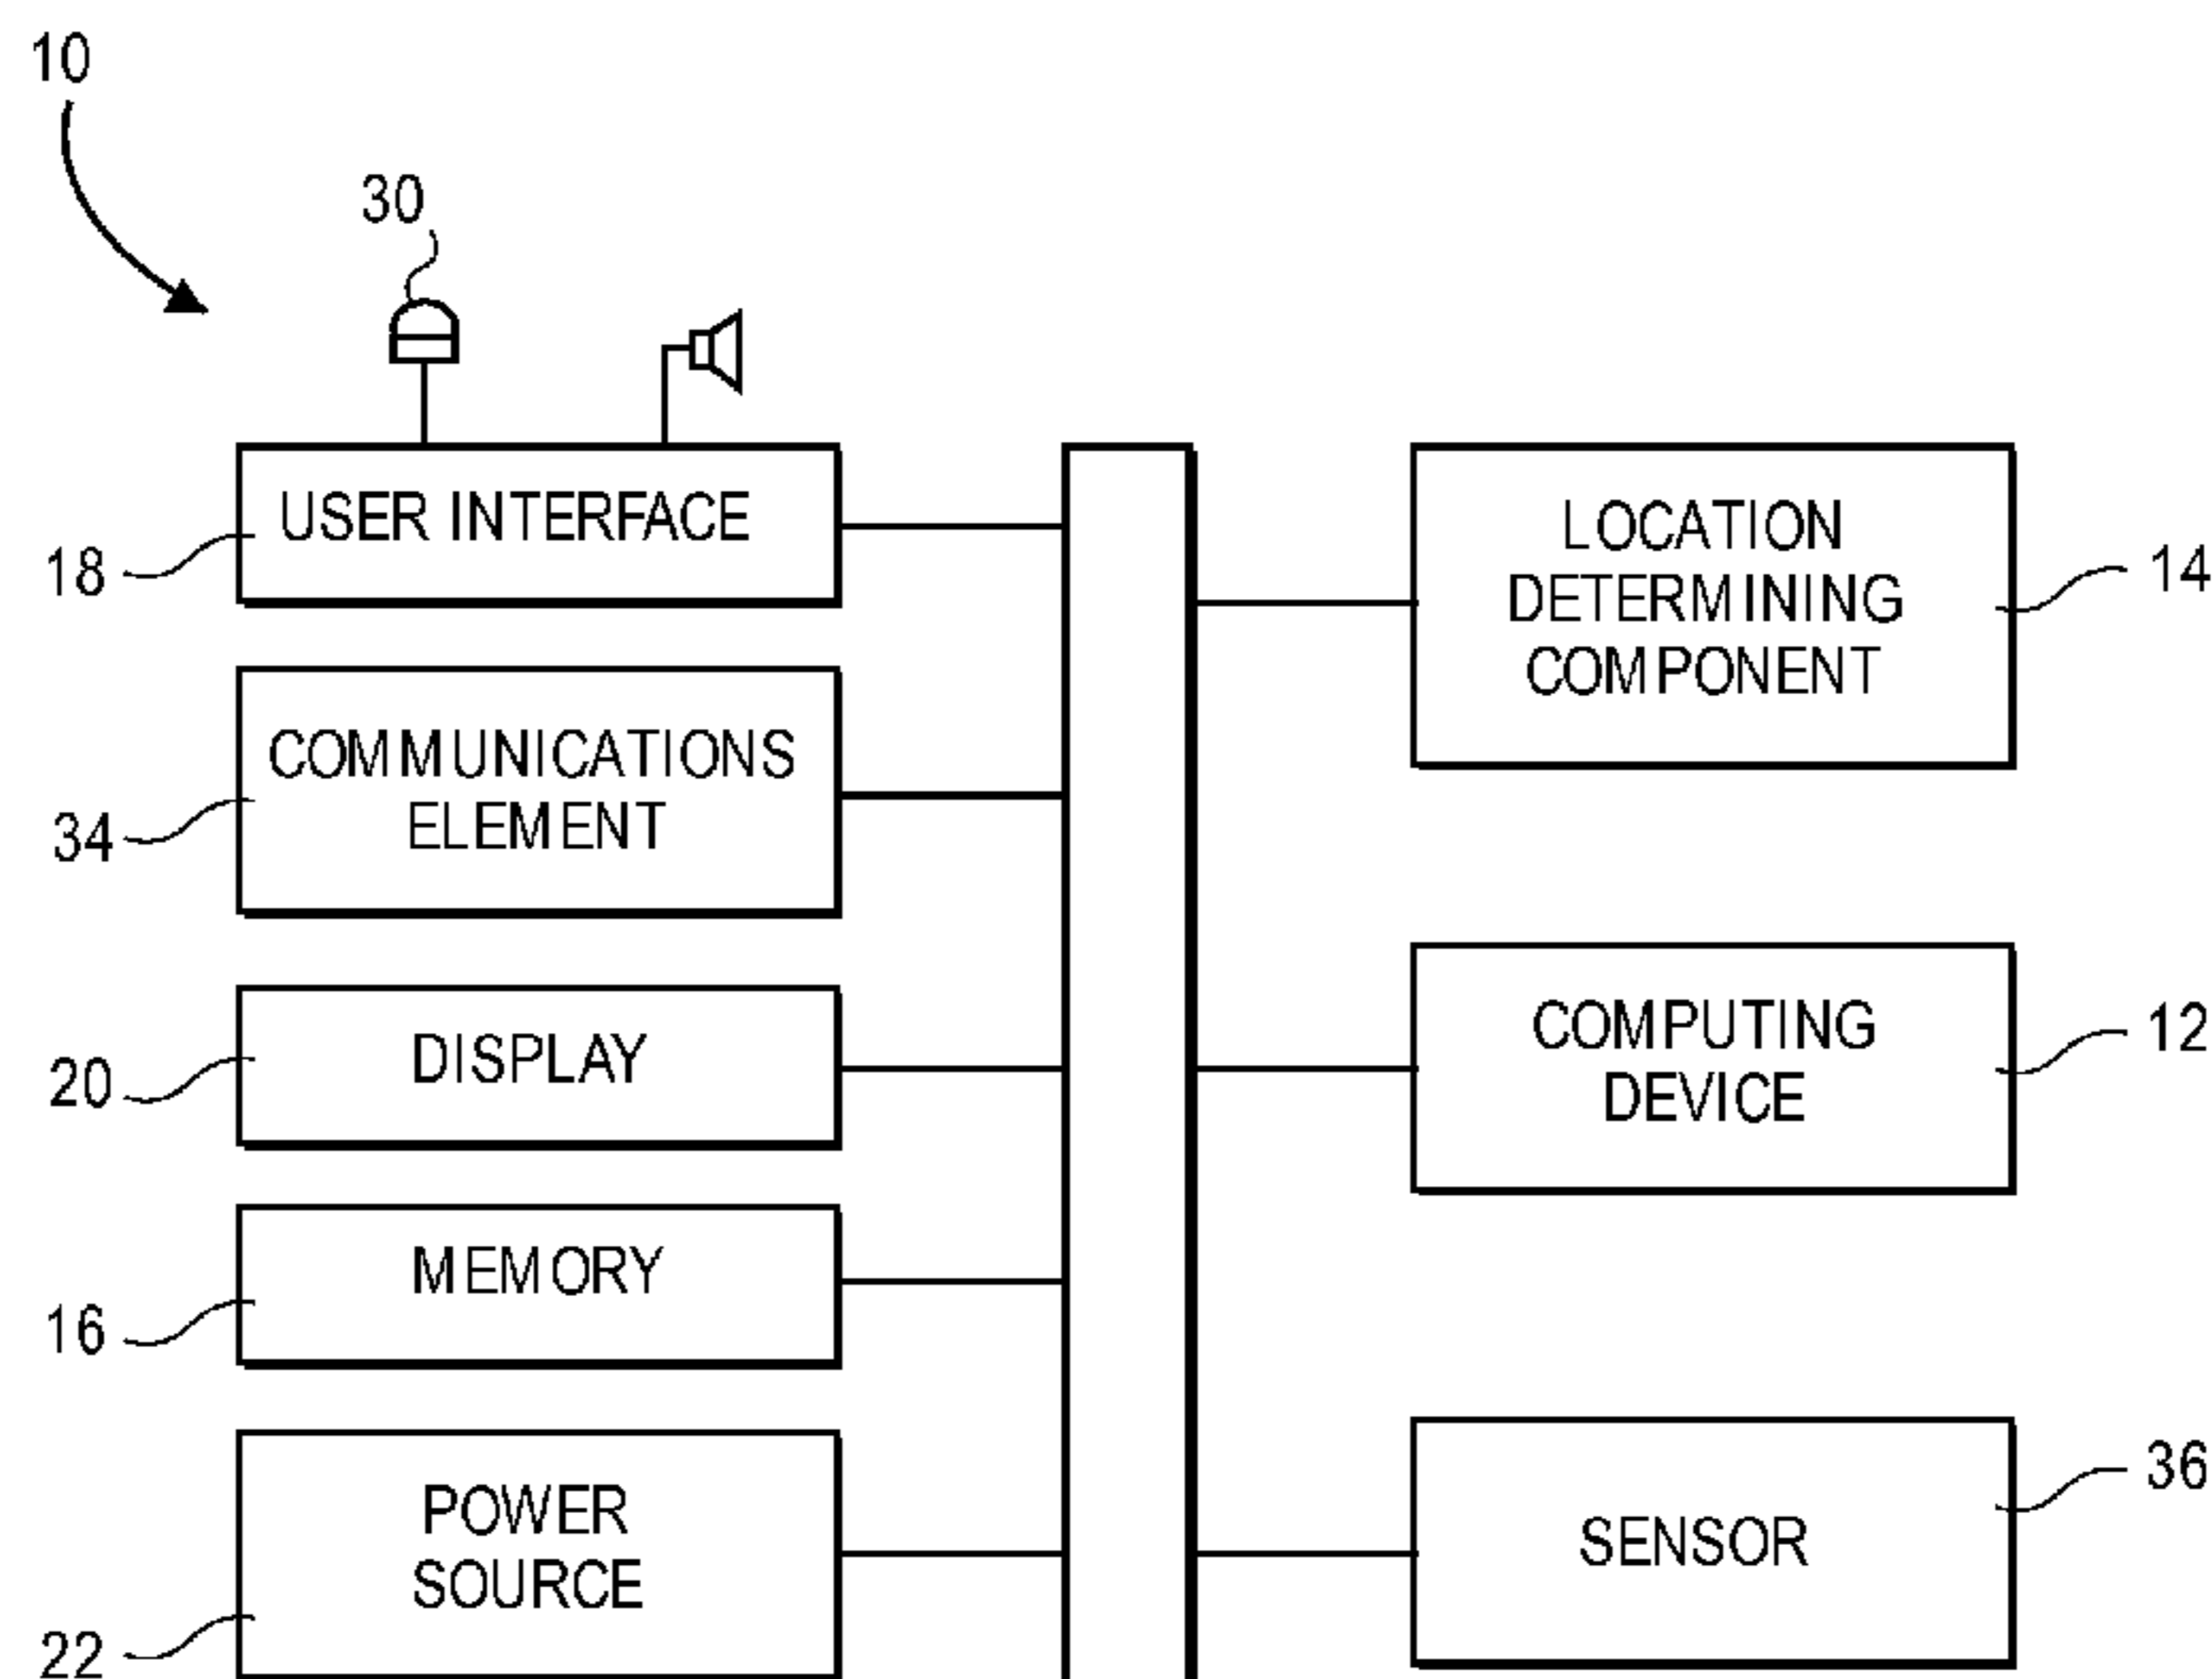 10
30
USER INTERFACE
18
COMMUNICATIONS
ELEMENT
34
DISPLAY
20
MEMORY
16
POWER
SOURCE
22
LOCATION
DETERMINING
COMPONENT
14
COMPUTING
DEVICE
12
SENSOR
36